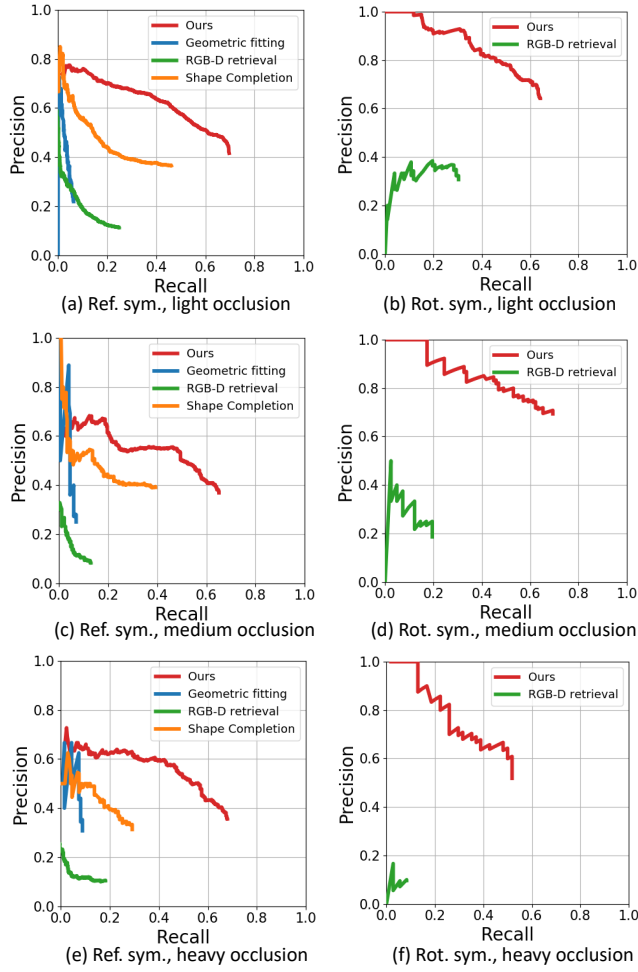 1.0
0.8
0.6
0.4
0.2
0.0
Precision
Ours
Geometric fitting
RGB-D retrieval
Shape Completion
0.0 0.2 0.4 0.6 0.8 1.0
Recall
(a) Ref. sym., light occlusion
1.0
0.8
0.6
0.4
0.2
0.0
Precision
Ours
RGB-D retrieval
0.0 0.2 0.4 0.6 0.8 1.0
Recall
(b) Rot. sym., light occlusion
1.0
0.8
0.6
0.4
0.2
0.0
Precision
Ours
Geometric fitting
RGB-D retrieval
Shape Completion
0.0 0.2 0.4 0.6 0.8 1.0
Recall
(c) Ref. sym., medium occlusion
1.0
0.8
0.6
0.4
0.2
0.0
Precision
Ours
RGB-D retrieval
0.0 0.2 0.4 0.6 0.8 1.0
Recall
(d) Rot. sym., medium occlusion
1.0
0.8
0.6
0.4
0.2
0.0
Precision
Ours
Geometric fitting
RGB-D retrieval
Shape Completion
0.0 0.2 0.4 0.6 0.8 1.0
Recall
(e) Ref. sym., heavy occlusion
1.0
0.8
0.6
0.4
0.2
0.0
Precision
Ours
RGB-D retrieval
0.0 0.2 0.4 0.6 0.8 1.0
Recall
(f) Rot. sym., heavy occlusion